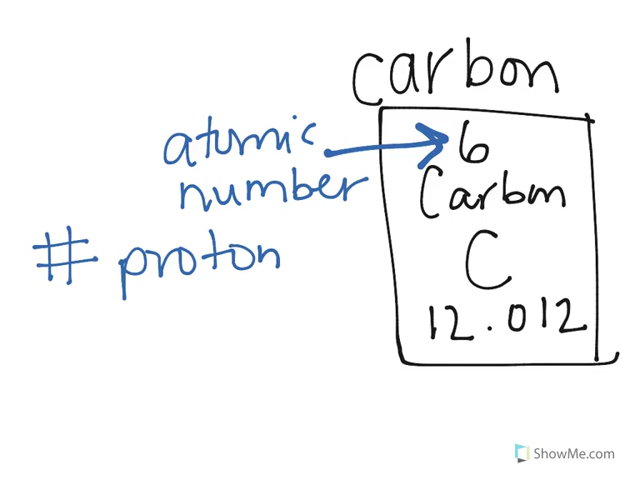 carbon
atomic
number
# proton
6
Carbon
C
12.012
ShowMe.com